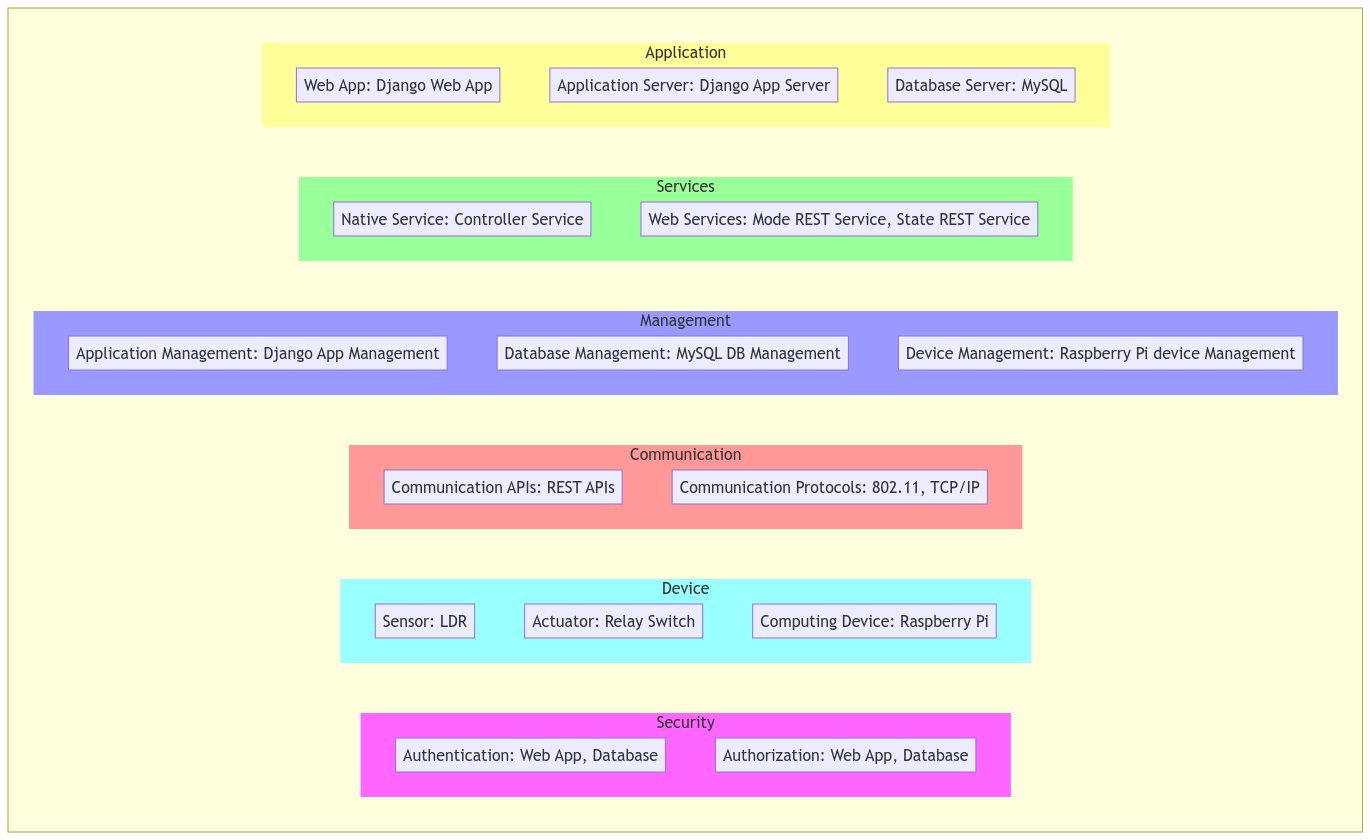 Application
Web App: Django Web App
Application Server: Django App Server
Database Server: MySQL
Services
Native Service: Controller Service
Web Services: Mode REST Service, State REST Service
Management
Application Management: Django App Management
Database Management: MySQL DB Management
Device Management: Raspberry Pi device Management
Communication
Communication APIs: REST APIs
Communication Protocols: 802.11, TCP/IP
Device
Sensor: LDR
Actuator: Relay Switch
Computing Device: Raspberry Pi
Security
Authentication: Web App, Database
Authorization: Web App, Database